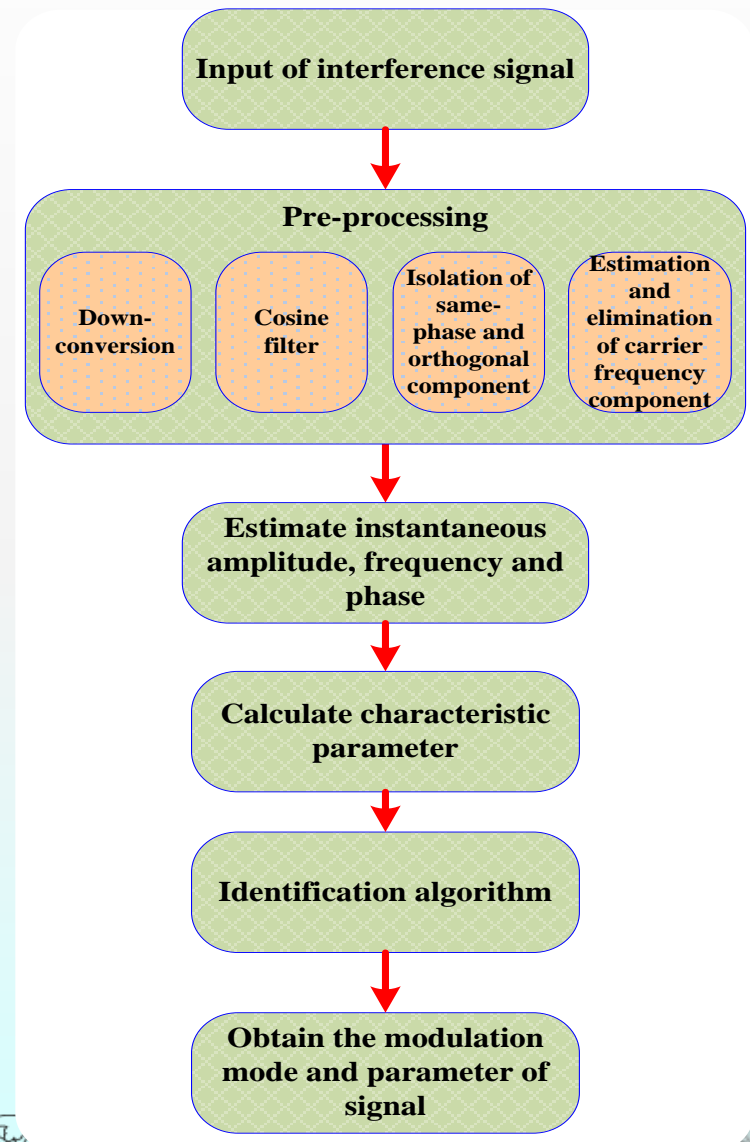 Input of interference signal
Pre-processing
Down-
conversion
Cosine
filter
Isolation of
same-
phase and
orthogonal
component
Estimation
and
elimination
of carrier
frequency
component
Estimate instantaneous
amplitude, frequency and
phase
Calculate characteristic
parameter
Identification algorithm
Obtain the modulation
mode and parameter of
signal